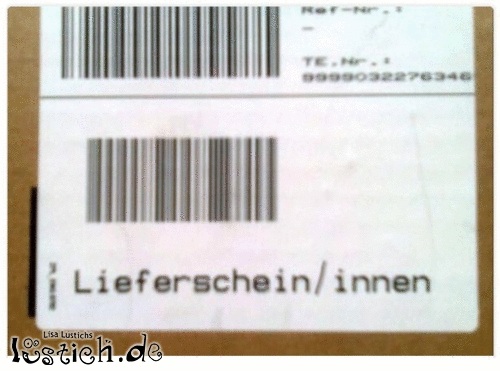 Ref-Nr.:
-
TE.Nr.:
9999032276346
Lieferschein/innen
Lisa Lustichs
lustich.de